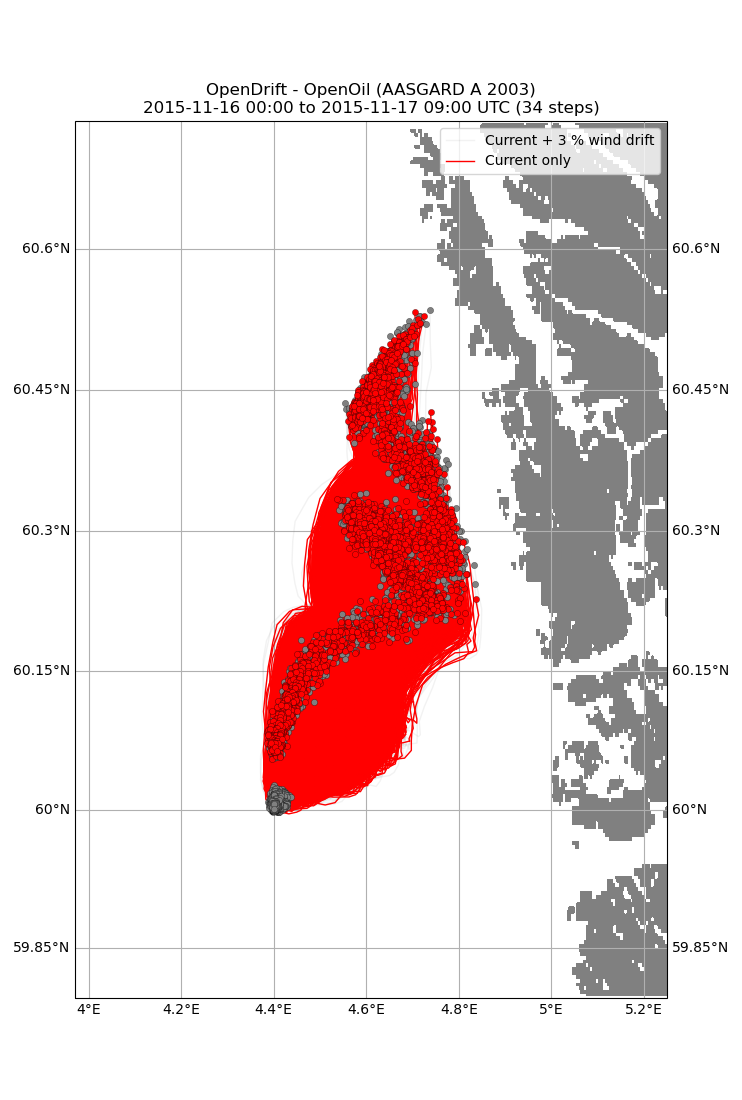 OpenDrift - OpenOil (AASGARD A 2003)
2015-11-16 00:00 to 2015-11-17 09:00 UTC (34 steps)
Current + 3 % wind drift
Current only
60.6°N 60.6°N
60.45°N 60.45°N
60.3°N 60.3°N
60.15°N 60.15°N
60°N 60°N
59.85°N 59.85°N
4°E 4.2°E 4.4°E 4.6°E 4.8°E 5°E 5.2°E